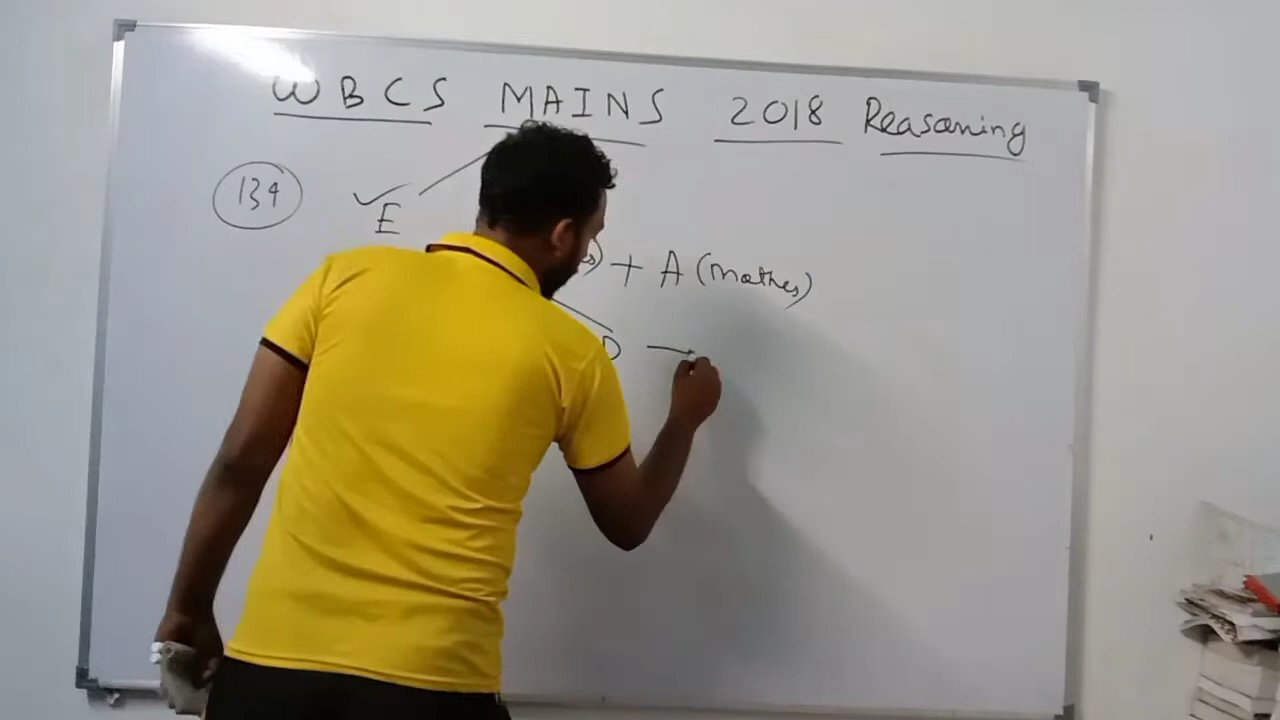 WBCS MAINS 2018 Reasoning
134 ✓ E
s) + A (Mathes)
D →